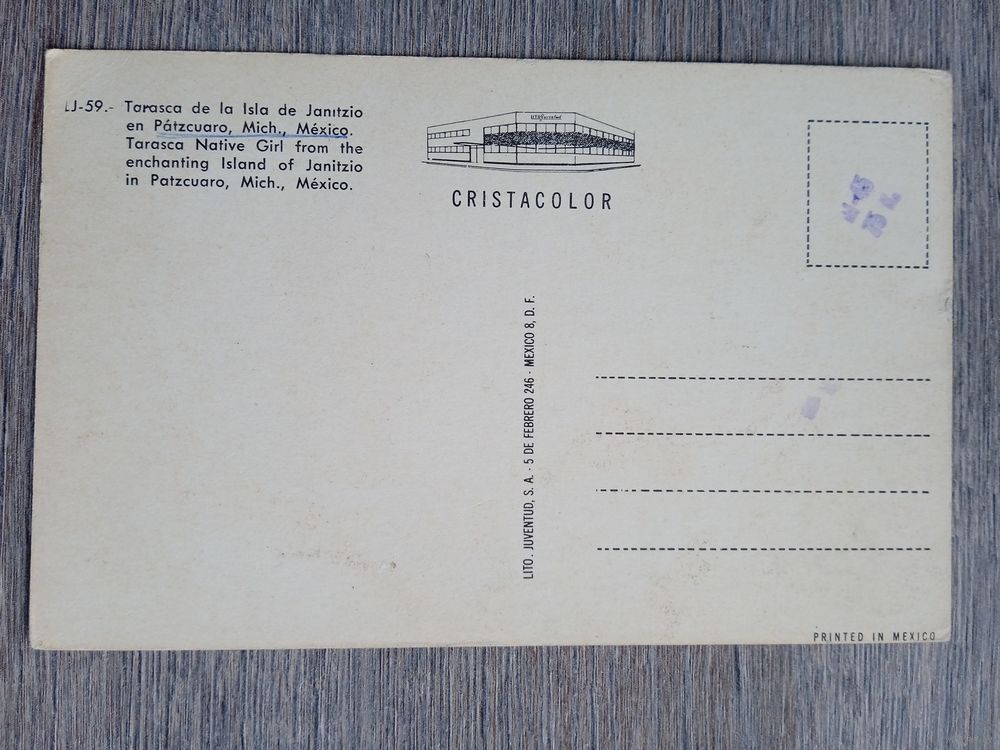 LJ-59.- Tarasca de la Isla de Janitzio
en Pátzcuaro, Mich., México.
Tarasca Native Girl from the
enchanting Island of Janitzio
in Patzcuaro, Mich., México.
CRISTACOLOR
LITO. JUVENTUD, S. A. - 5 DE FEBRERO 246 - MEXICO 8, D. F.
PRINTED IN MEXICO